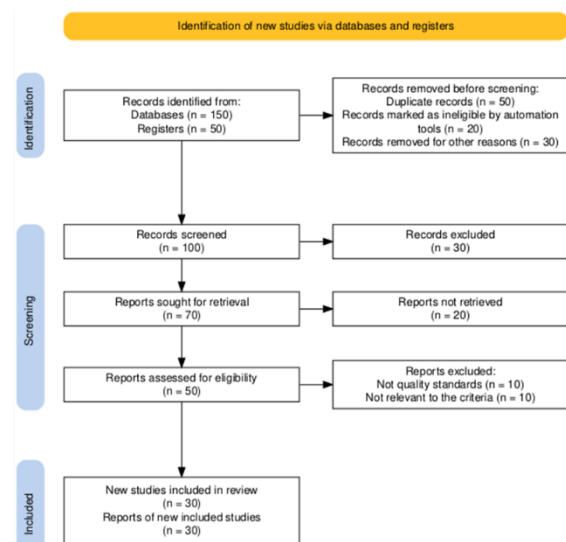 Identification of new studies via databases and registers
Identification
Records identified from:
Databases (n = 150)
Registers (n = 50)
Records removed before screening:
Duplicate records (n = 50)
Records marked as ineligible by automation
tools (n = 20)
Records removed for other reasons (n = 30)
Screening
Records screened
(n = 100)
Records excluded
(n = 30)
Reports sought for retrieval
(n = 70)
Reports not retrieved
(n = 20)
Reports assessed for eligibility
(n = 50)
Reports excluded:
Not quality standards (n = 10)
Not relevant to the criteria (n = 10)
Included
New studies included in review
(n = 30)
Reports of new included studies
(n = 30)